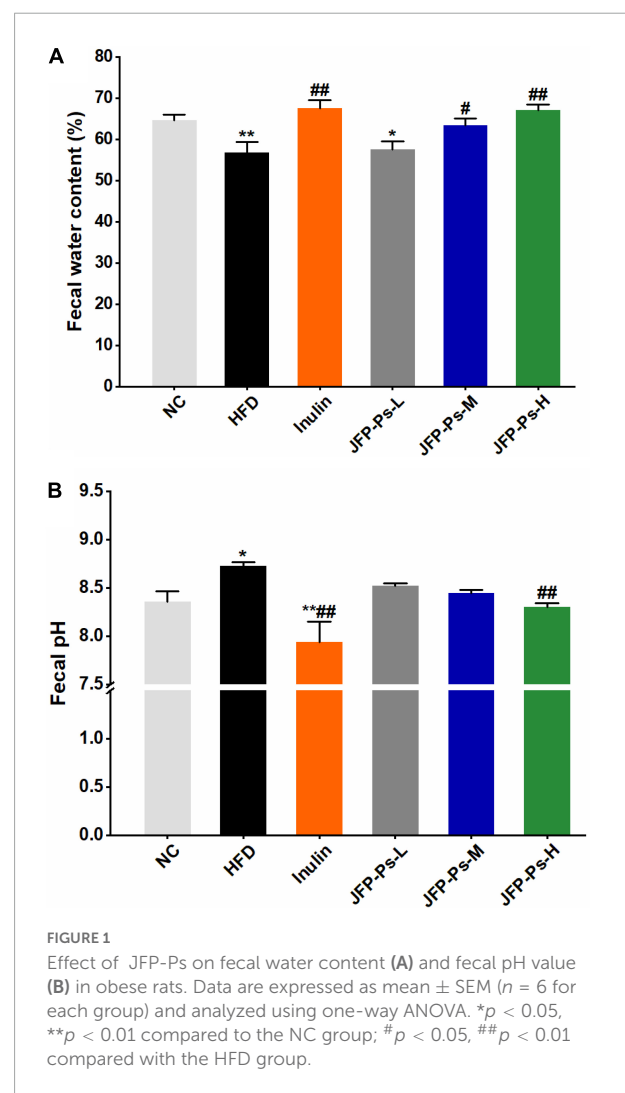 A
Fecal water content (%)
80
70
60
50
40
30
20
10
0
**
##
*
#
##
NC
HFD
Inulin
JFP-Ps-L
JFP-Ps-M
JFP-Ps-H
B
Fecal pH
9.5
9.0
8.5
8.0
7.5
1.0
0.5
0.0
*
**##
##
NC
HFD
Inulin
JFP-Ps-L
JFP-Ps-M
JFP-Ps-H
FIGURE 1
Effect of JFP-Ps on fecal water content (A) and fecal pH value
(B) in obese rats. Data are expressed as mean ± SEM (n = 6 for
each group) and analyzed using one-way ANOVA. *p < 0.05,
**p < 0.01 compared to the NC group; #p < 0.05, ##p < 0.01
compared with the HFD group.